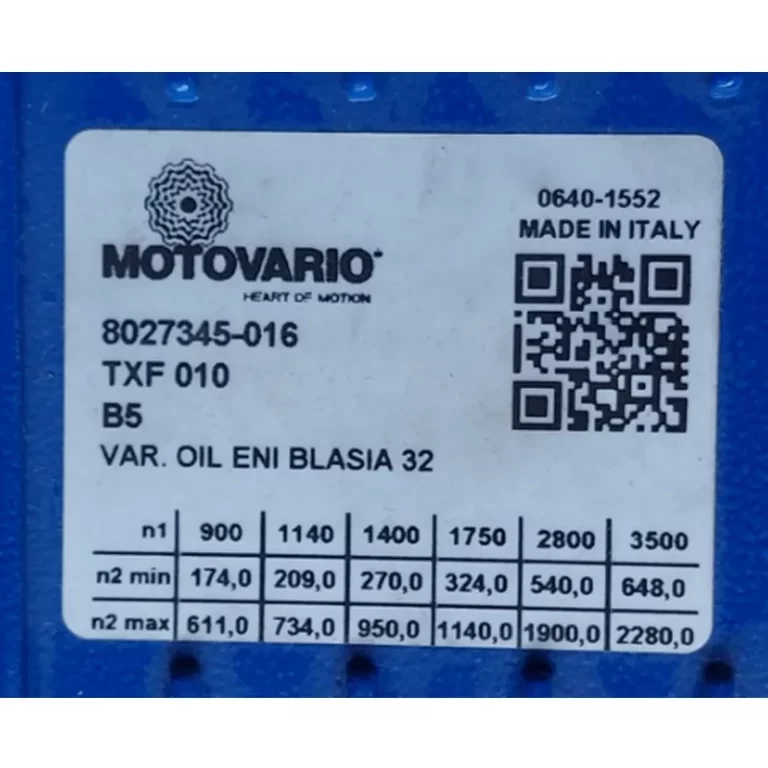 MOTOVARIO
HEART OF MOTION
0640-1552
MADE IN ITALY
8027345-016
TXF 010
B5
VAR. OIL ENI BLASIA 32
n1 900 1140 1400 1750 2800 3500
n2 min 174,0 209,0 270,0 324,0 540,0 648,0
n2 max 611,0 734,0 950,0 1140,0 1900,0 2280,0